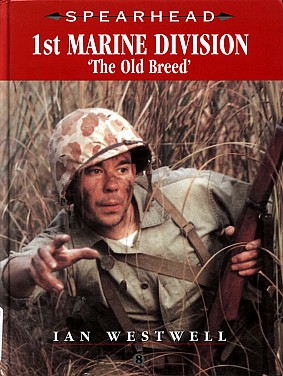 SPEARHEAD
1st MARINE DIVISION
'The Old Breed'
IAN WESTWELL
8